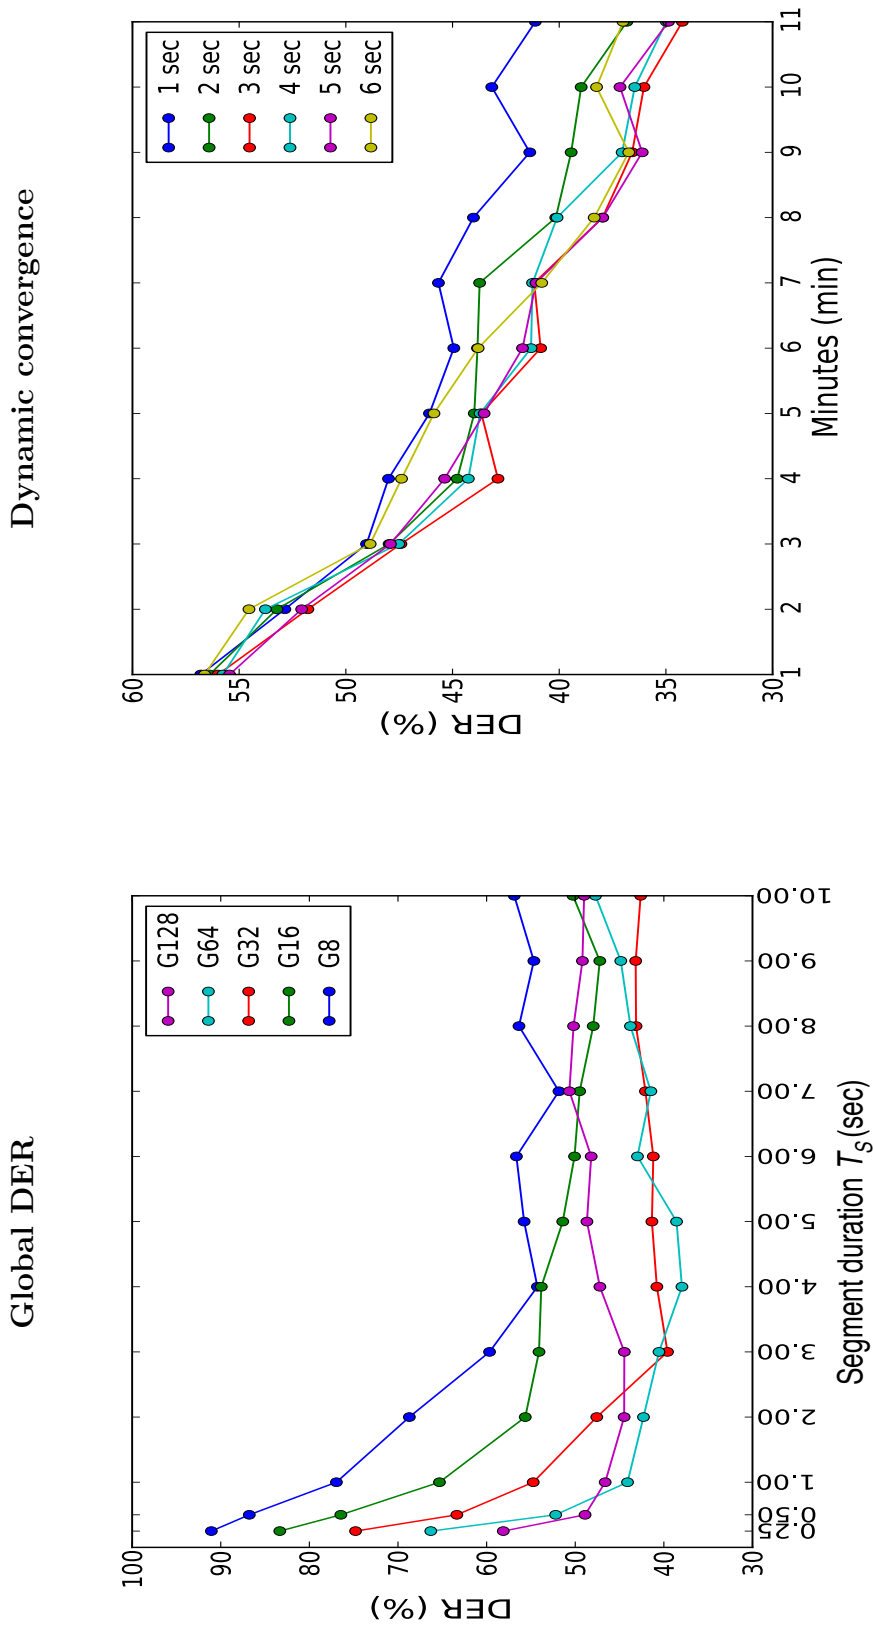 Global DER
100
90
80
70
60
50
40
30
DER (%)
0.25
0.50
1.00
2.00
3.00
4.00
5.00
6.00
7.00
8.00
9.00
10.00
Segment duration T_S(sec)
G128
G64
G32
G16
G8
Dynamic convergence
60
55
50
45
40
35
30
DER (%)
1
2
3
4
5
6
7
8
9
10
11
Minutes (min)
1 sec
2 sec
3 sec
4 sec
5 sec
6 sec